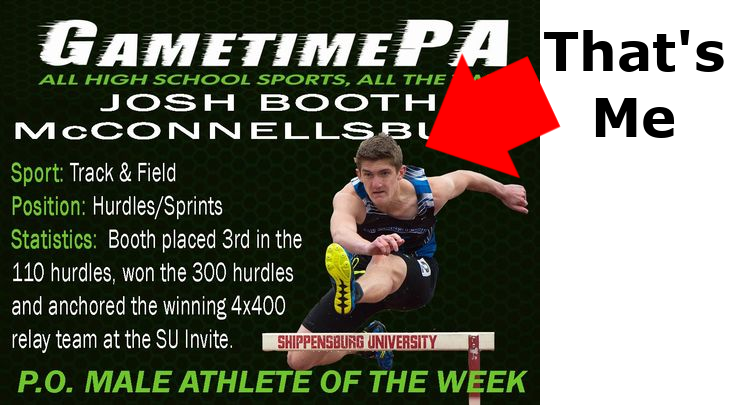 GAMETIMEPA
ALL HIGH SCHOOL SPORTS, ALL THE
JOSH BOOTH
Sport: Track & Field
Position: Hurdles/Sprints
Statistics: Booth placed 3rd in the
110 hurdles, won the 300 hurdles
and anchored the winning 4x400
relay team at the SU Invite.
SHIPPENSBURG UNIVERSITY
P.O. MALE ATHLETE OF THE WEEK
That's
Me